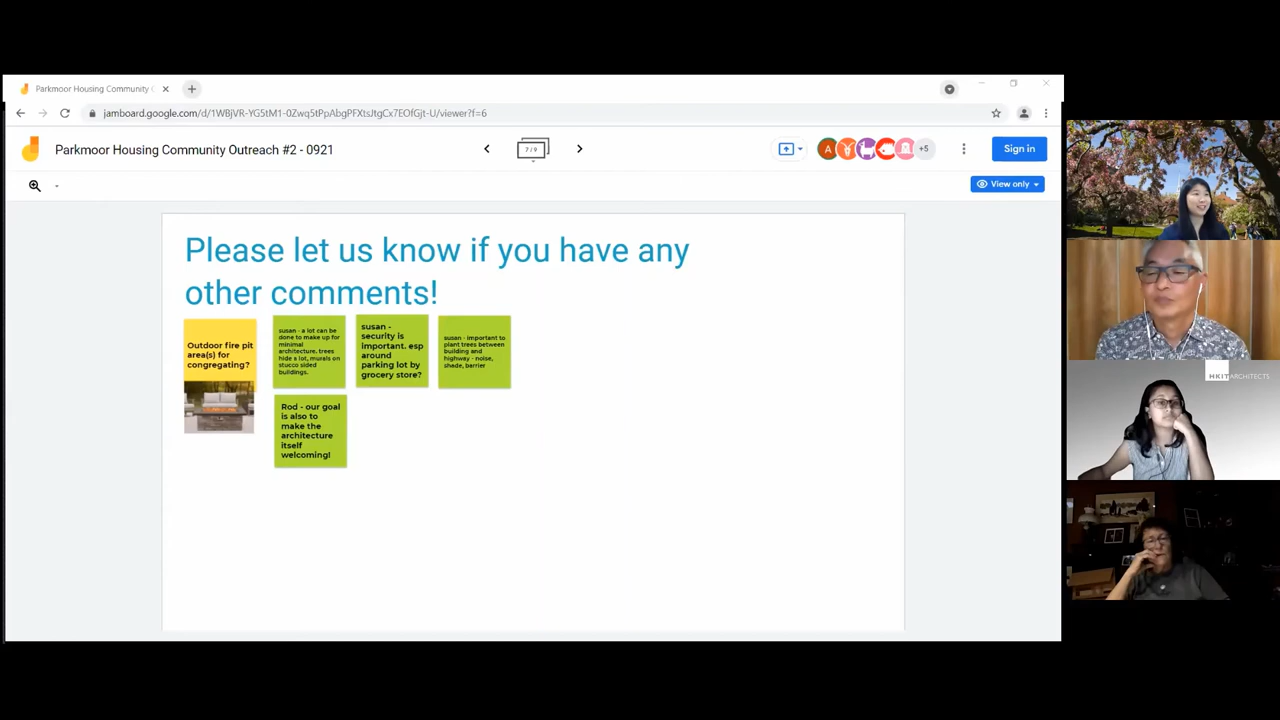 Parkmoor Housing Community
jamboard.google.com/d/1WBjVR-YG5tM1-0Zwq5tPpAbgPFXtsJtgCx7EOfGjt-U/viewer?f=6
Parkmoor Housing Community Outreach #2 - 0921
7 / 9
A
+5
Sign in
View only
Please let us know if you have any
other comments!
Outdoor fire pit
area(s) for
congregating?
susan - a lot can be
done to make up for
minimal
architecture. trees
hide a lot, murals on
stucco sided
buildings.
susan -
security is
important. esp
around
parking lot by
grocery store?
susan - important to
plant trees between
building and
highway - noise,
shade, barrier
Rod - our goal
is also to
make the
architecture
itself
welcoming!
HKIT ARCHITECTS